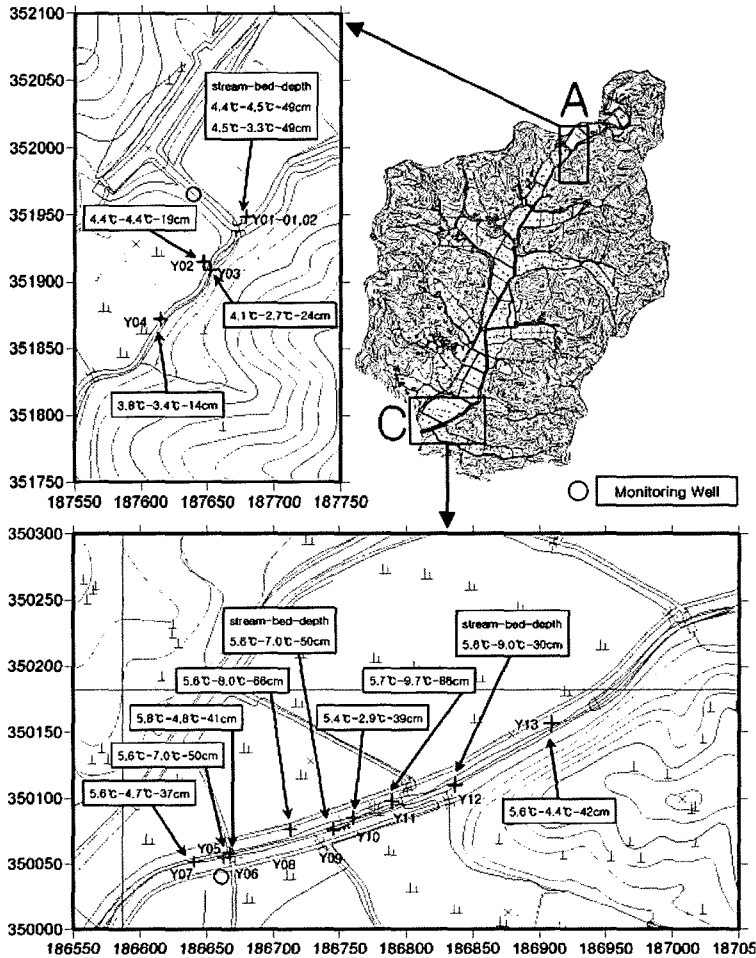 352100
352050
352000
351950
351900
351850
351800
351750
187550 187600 187650 187700 187750
stream-bed-depth
4.4℃-4.5℃-49cm
4.5℃-3.3℃-49cm
4.4℃-4.4℃-19cm
Y01-01,02
Y02
Y03
4.1℃-2.7℃-24cm
Y04
3.8℃-3.4℃-14cm
A
C
Monitoring Well
350300
350250
350200
350150
350100
350050
350000
186550 186600 186650 186700 186750 186800 186850 186900 186950 187000 18705
stream-bed-depth
5.6℃-7.0℃-50cm
stream-bed-depth
5.8℃-9.0℃-30cm
5.6℃-8.0℃-66cm
5.7℃-9.7℃-86cm
5.8℃-4.8℃-41cm
5.4℃-2.9℃-39cm
5.6℃-7.0℃-50cm
5.6℃-4.7℃-37cm
5.6℃-4.4℃-42cm
Y13
Y12
Y11
Y10
Y05
Y09
Y08
Y07
Y06